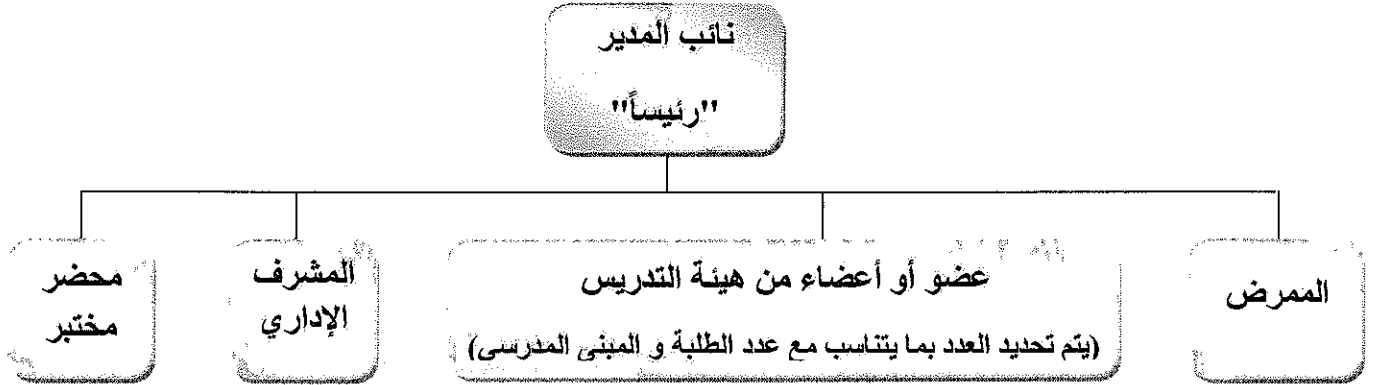 نائب المدير
"رئيساً"
الممرض
عضو أو أعضاء من هيئة التدريس
(يتم تحديد العدد بما يتناسب مع عدد الطلبة و المبنى المدرسي)
المشرف
الإداري
محضر
مختبر